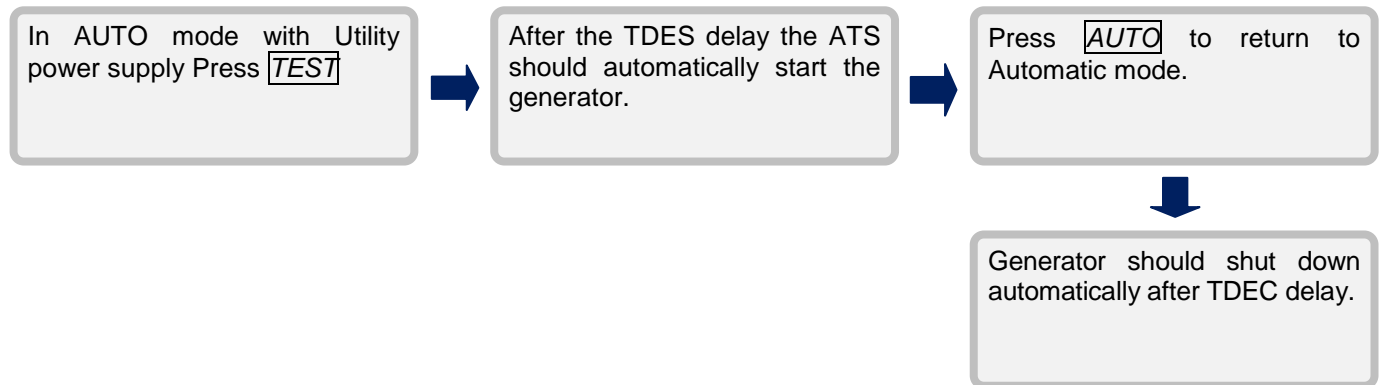 In AUTO mode with Utility
power supply Press TEST
After the TDES delay the ATS
should automatically start the
generator.
Press AUTO to return to
Automatic mode.
Generator should shut down
automatically after TDEC delay.